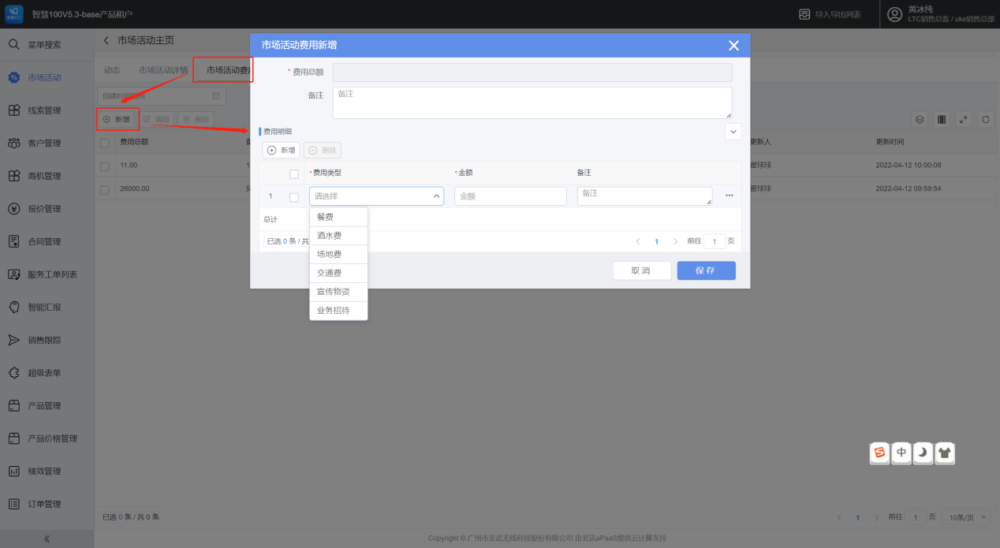 智慧100V5.3-base产品租户
导入导出列表
黄冰纯
LTC销售总监 / uke销售总部
菜单搜索
市场活动
线索管理
客户管理
商机管理
报价管理
合同管理
服务工单列表
智能汇报
销售跟踪
超级表单
产品管理
产品价格管理
绩效管理
订单管理
市场活动主页
动态
市场活动详情
市场活动费
创建时间
新增
编辑
删除
费用总额
更新人
更新时间
11.00
1
星球球
2022-04-12 10:00:08
26000.00
星球球
2022-04-12 09:59:54
市场活动费用新增
* 费用总额
备注
备注
费用明细
新增
删除
* 费用类型
* 金额
备注
1
请选择
金额
备注
总计
已选 0 条 / 共
1
前往
1
页
餐费
酒水费
场地费
交通费
宣传物资
业务招待
取 消
保 存
中
已选 0 条 / 共 0 条
1
前往
1
页
10条/页
Copyright © 广州市玄武无线科技股份有限公司 由玄讯aPaaS提供云计算支持